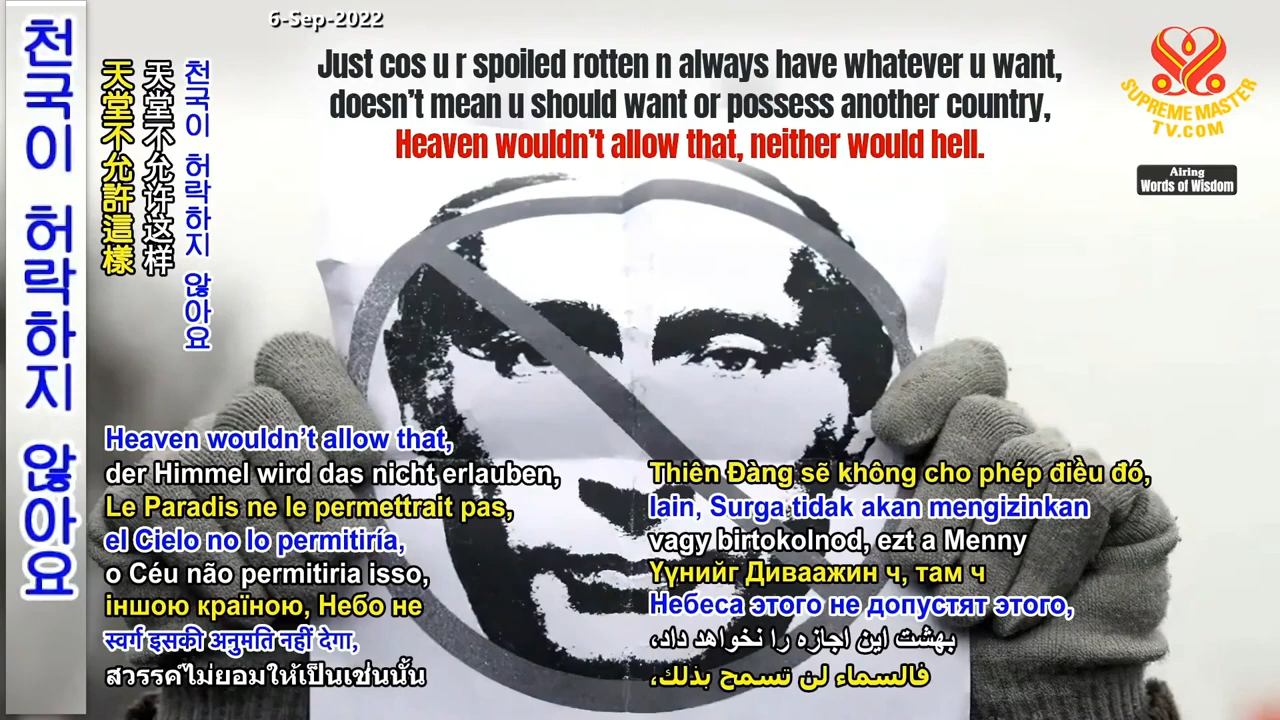 6-Sep-2022
Just cos u r spoiled rotten n always have whatever u want,
doesn't mean u should want or possess another country,
Heaven wouldn't allow that, neither would hell.
SUPREME MASTER
TV.COM
Airing
Words of Wisdom
천국이 허락하지 않아요
天堂不允許這樣
天堂不允许这样
천국이 허락하지 않아요
Heaven wouldn't allow that,
der Himmel wird das nicht erlauben,
Le Paradis ne le permettrait pas,
el Cielo no lo permitiría,
o Céu não permitiria isso,
іншою країною, Небо не
स्वर्ग इसकी अनुमति नहीं देगा,
สวรรค์ไม่ยอมให้เป็นเช่นนั้น
Thiên Đàng sẽ không cho phép điều đó,
lain, Surga tidak akan mengizinkan
vagy birtokolnod, ezt a Menny
Үүнийг Диваажин ч, там ч
Небеса этого не допустят этого,
بهشت این اجازه را نخواهد داد،
فالسماء لن تسمح بذلك،